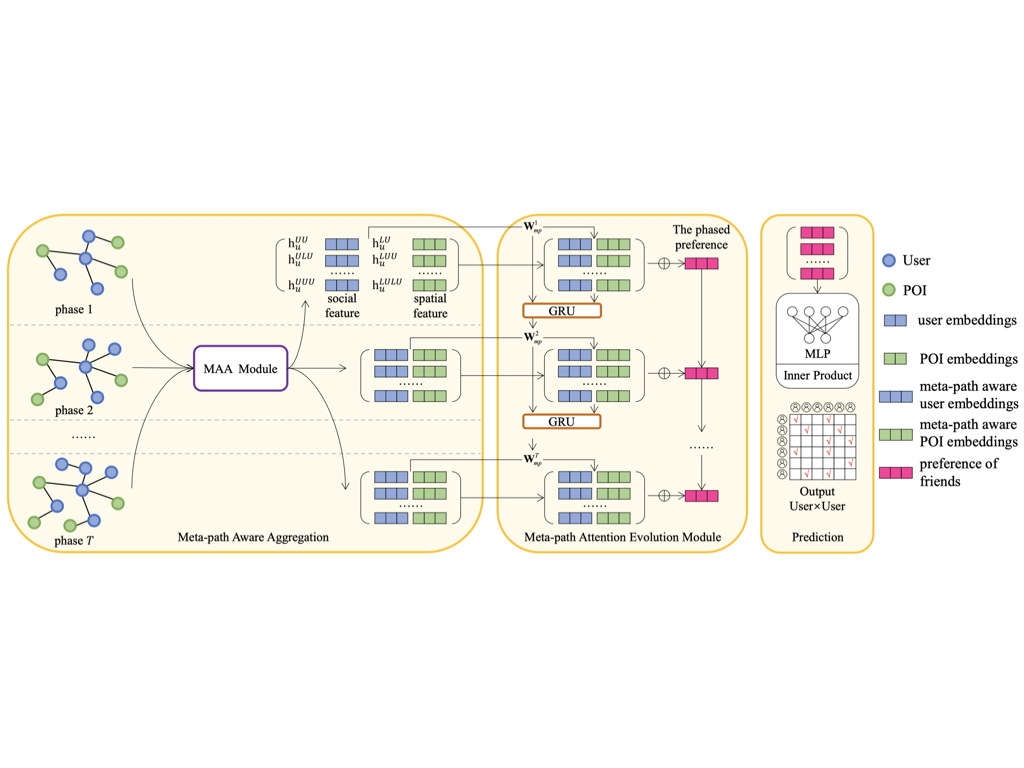 phase 1
phase 2
......
phase T
MAA Module
h_u^{UU} h_u^{LU}
h_u^{ULU} h_u^{LUU}
...... ......
h_u^{UUU} h_u^{LULU}
social feature
spatial feature
......
......
Meta-path Aware Aggregation
W_{mp}^{1}
The phased
preference
...... ......
GRU
W_{mp}^{2}
......
GRU
......
W_{mp}^{T}
......
Meta-path Attention Evolution Module
......
MLP
Inner Product
Output
User×User
Prediction
User
POI
user embeddings
POI embeddings
meta-path aware
user embeddings
meta-path aware
POI embeddings
preference of
friends